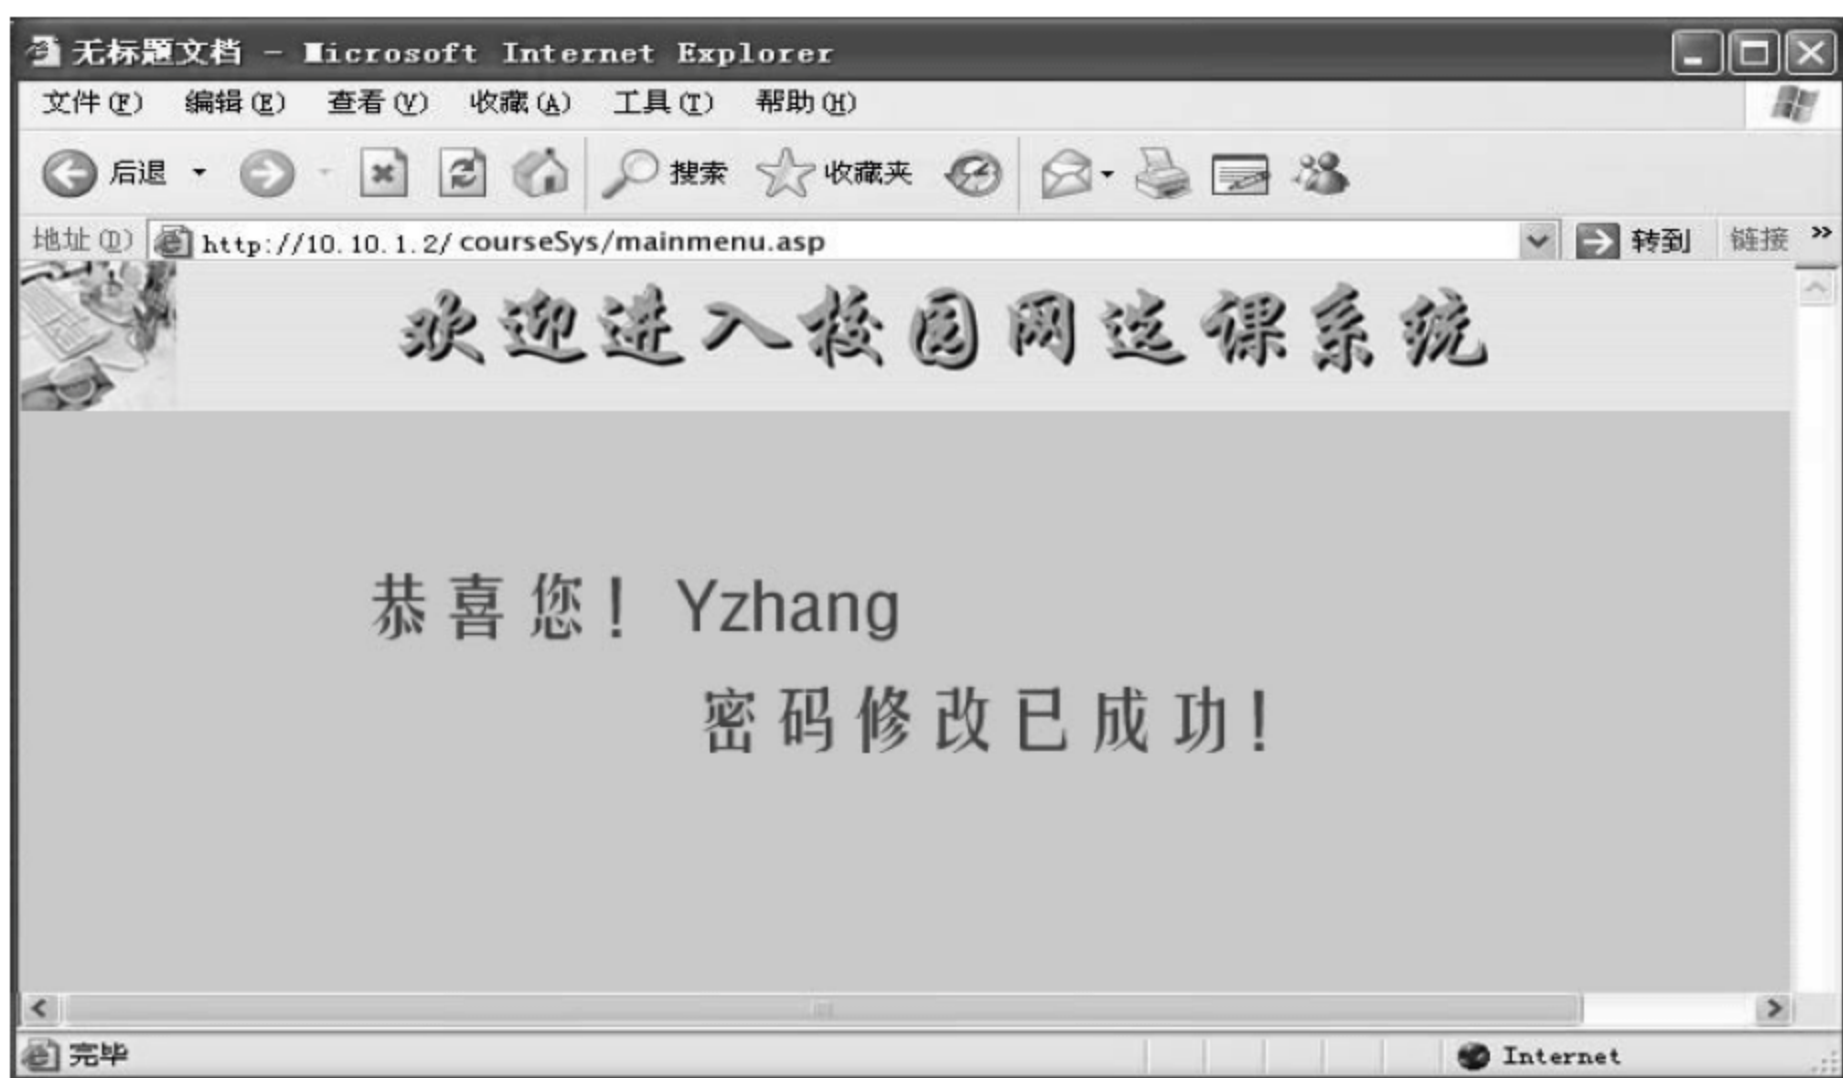 无标题文档 - Microsoft Internet Explorer
文件(F) 编辑(E) 查看(V) 收藏(A) 工具(T) 帮助(H)
后退 搜索 收藏夹
地址(D) http://10.10.1.2/courseSys/mainmenu.asp 转到 链接 »
欢迎进入校园网选课系统
恭喜您！Yzhang
密码修改已成功！
完毕 Internet